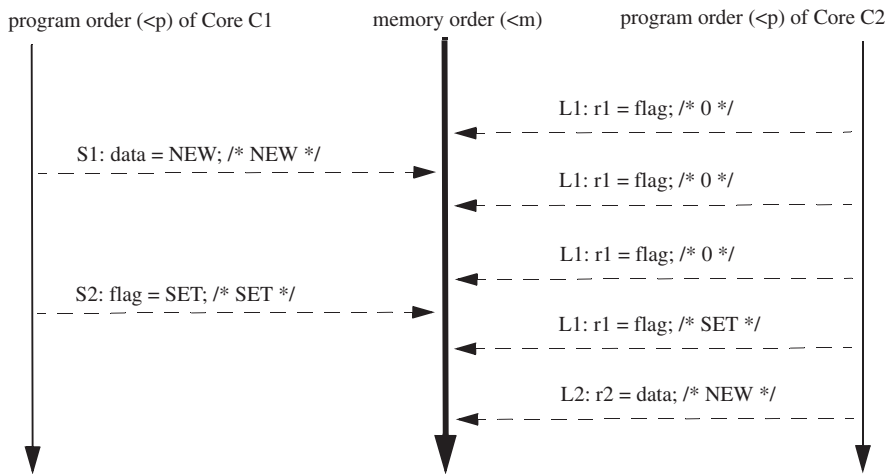 program order (<p) of Core C1 memory order (<m) program order (<p) of Core C2
L1: r1 = flag; /* 0 */
S1: data = NEW; /* NEW */
L1: r1 = flag; /* 0 */
L1: r1 = flag; /* 0 */
S2: flag = SET; /* SET */
L1: r1 = flag; /* SET */
L2: r2 = data; /* NEW */